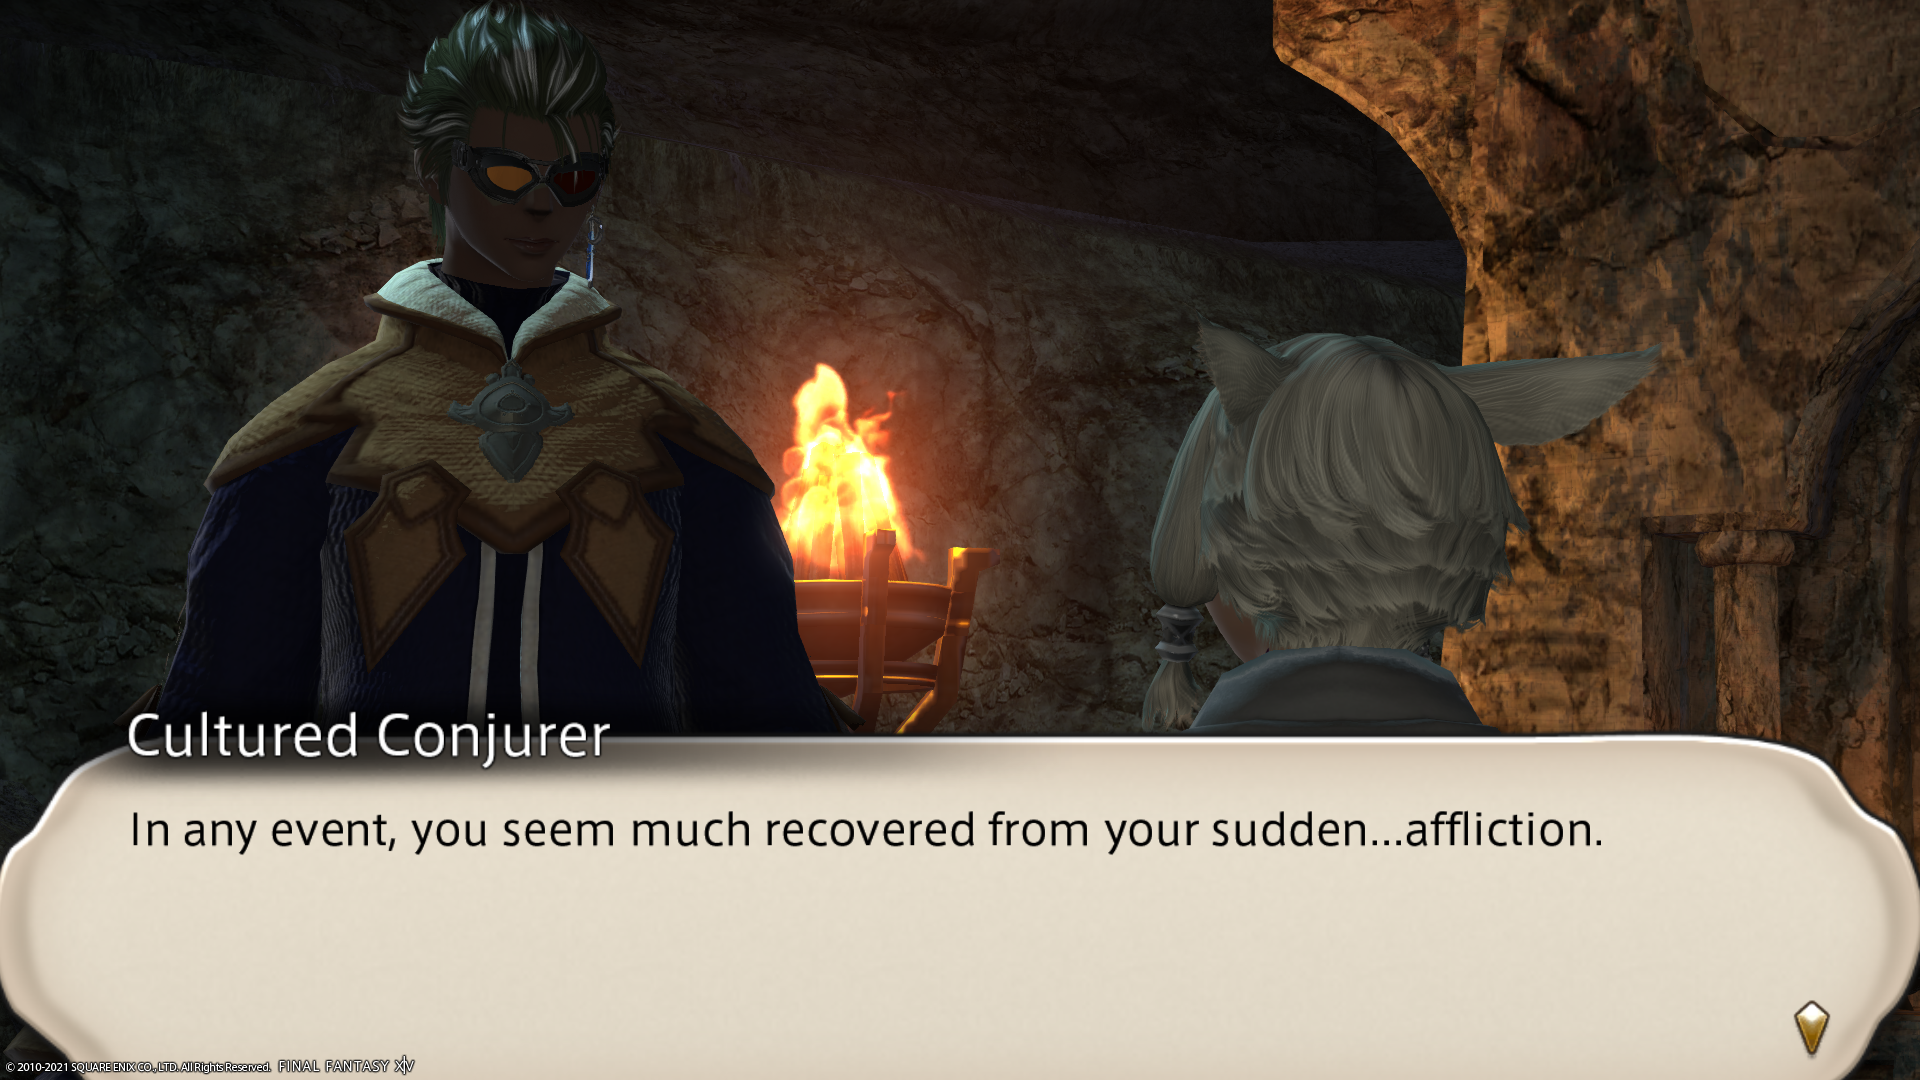 Cultured Conjurer
In any event, you seem much recovered from your sudden...affliction.
© 2010-2021 SQUARE ENIX CO., LTD. All Rights Reserved. FINAL FANTASY XIV